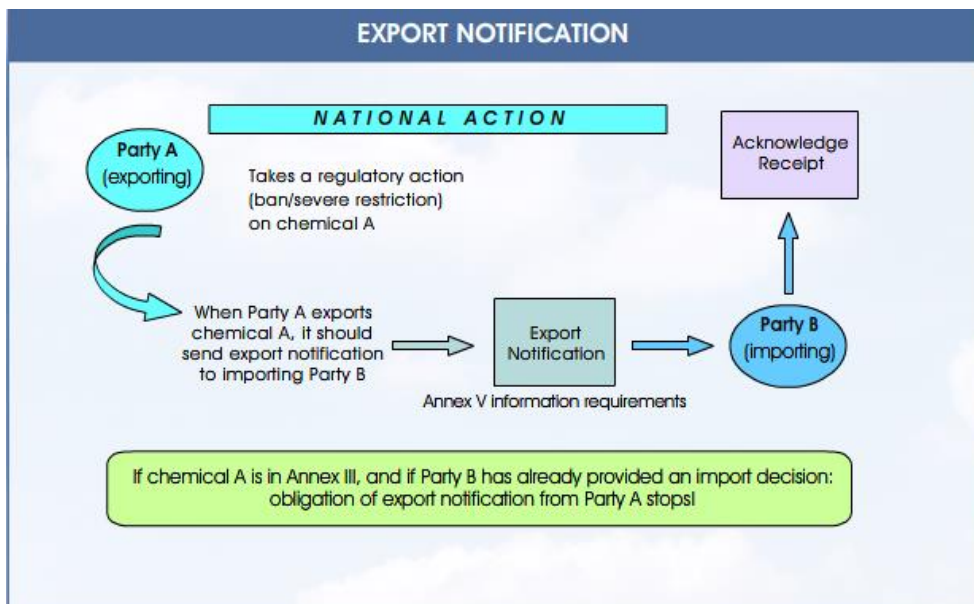 EXPORT NOTIFICATION
NATIONAL ACTION
Party A
(exporting)
Takes a regulatory action
(ban/severe restriction)
on chemical A
Acknowledge
Receipt
When Party A exports
chemical A, it should
send export notification
to importing Party B
Export
Notification
Party B
(importing)
Annex V information requirements
If chemical A is in Annex III, and if Party B has already provided an import decision:
obligation of export notification from Party A stops!